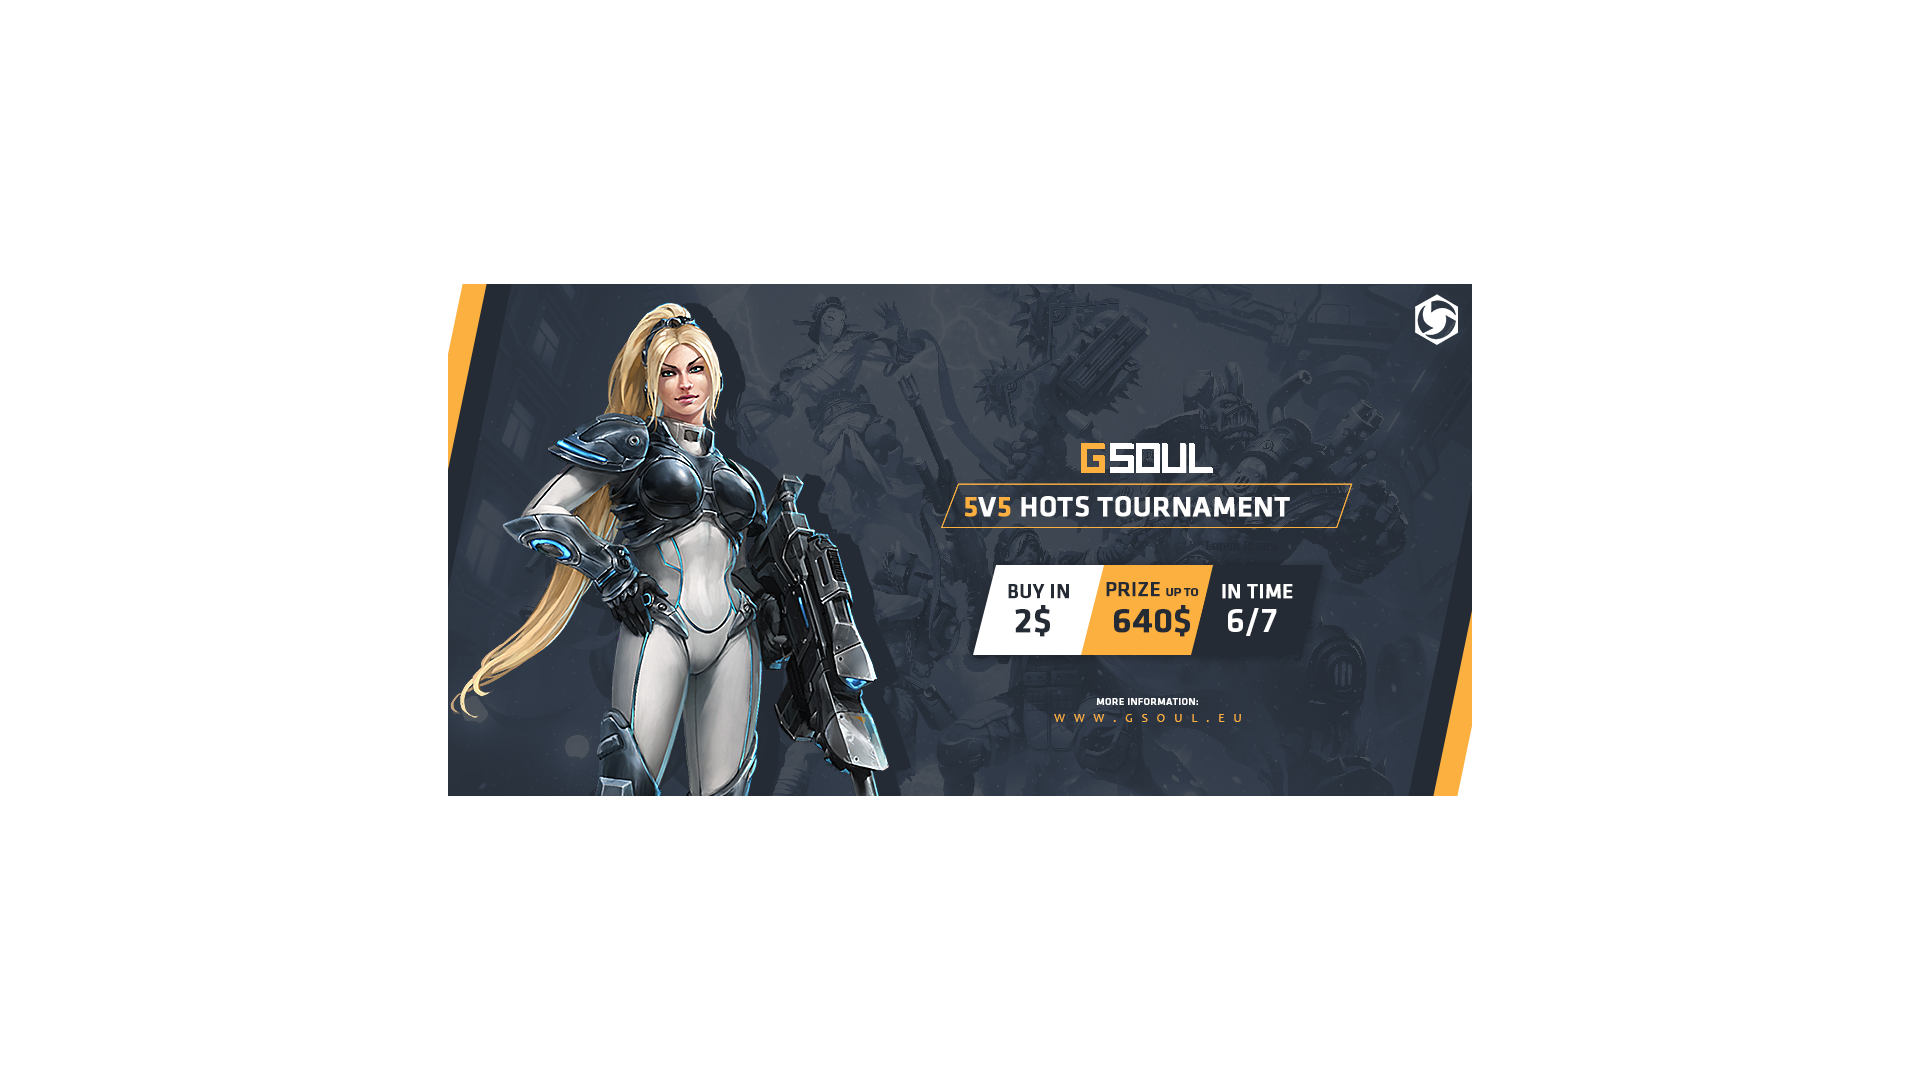 GSOUL
5V5 HOTS TOURNAMENT
BUY IN
2$
PRIZE UP TO
640$
IN TIME
6/7
MORE INFORMATION:
WWW.GSOUL.EU